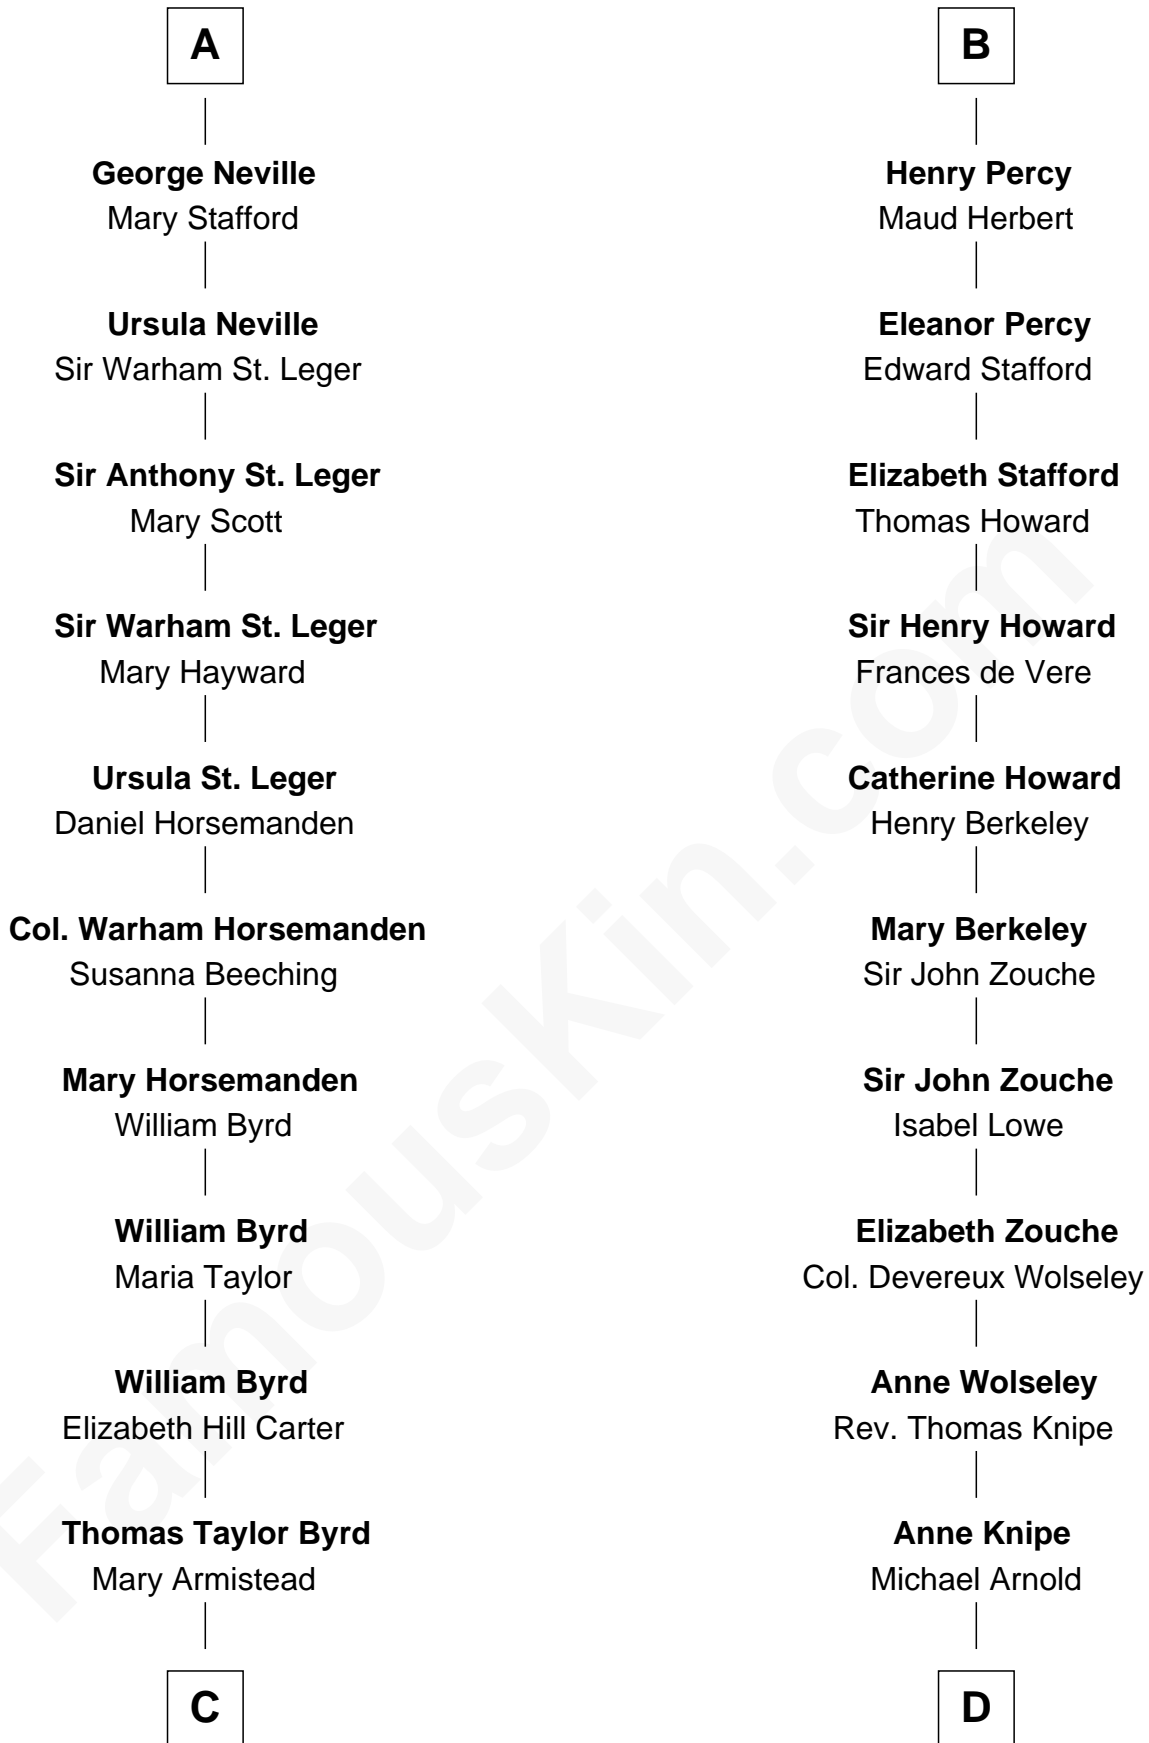 A
George Neville
Mary Stafford
Ursula Neville
Sir Warham St. Leger
Sir Anthony St. Leger
Mary Scott
Sir Warham St. Leger
Mary Hayward
Ursula St. Leger
Daniel Horsemanden
Col. Warham Horsemanden
Susanna Beeching
Mary Horsemanden
William Byrd
William Byrd
Maria Taylor
William Byrd
Elizabeth Hill Carter
Thomas Taylor Byrd
Mary Armistead
C
B
Henry Percy
Maud Herbert
Eleanor Percy
Edward Stafford
Elizabeth Stafford
Thomas Howard
Sir Henry Howard
Frances de Vere
Catherine Howard
Henry Berkeley
Mary Berkeley
Sir John Zouche
Sir John Zouche
Isabel Lowe
Elizabeth Zouche
Col. Devereux Wolseley
Anne Wolseley
Rev. Thomas Knipe
Anne Knipe
Michael Arnold
D
FamousKin.com